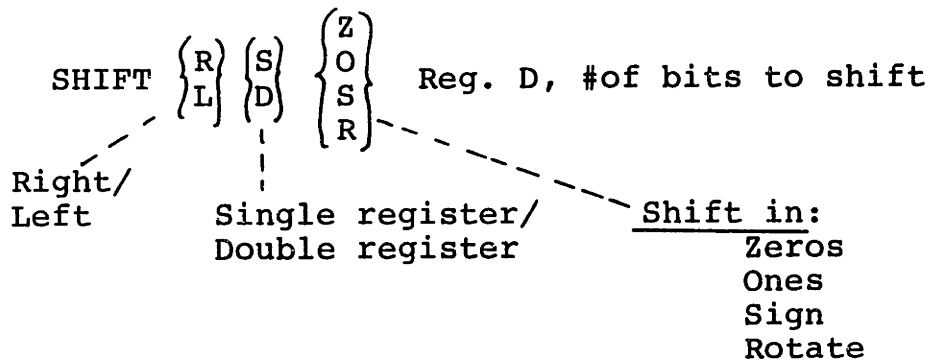 SHIFT {R L} {S D} {Z O S R} Reg. D, #of bits to shift
Right/
Left
Single register/
Double register
Shift in:
Zeros
Ones
Sign
Rotate